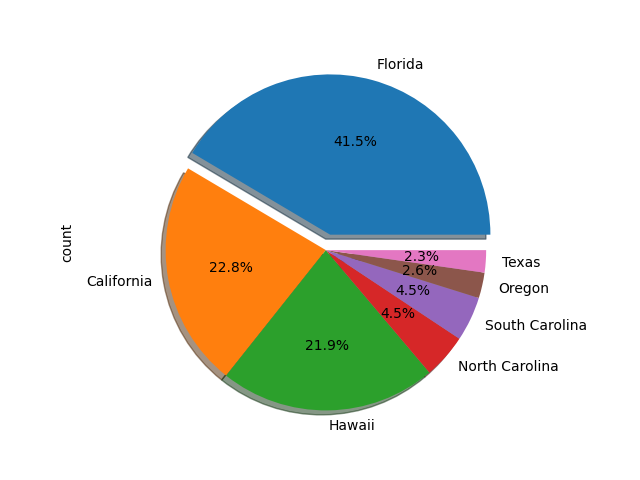 Florida
41.5%
count
California
22.8%
21.9%
Hawaii
4.5%
North Carolina
4.5%
South Carolina
2.6%
Oregon
2.3%
Texas